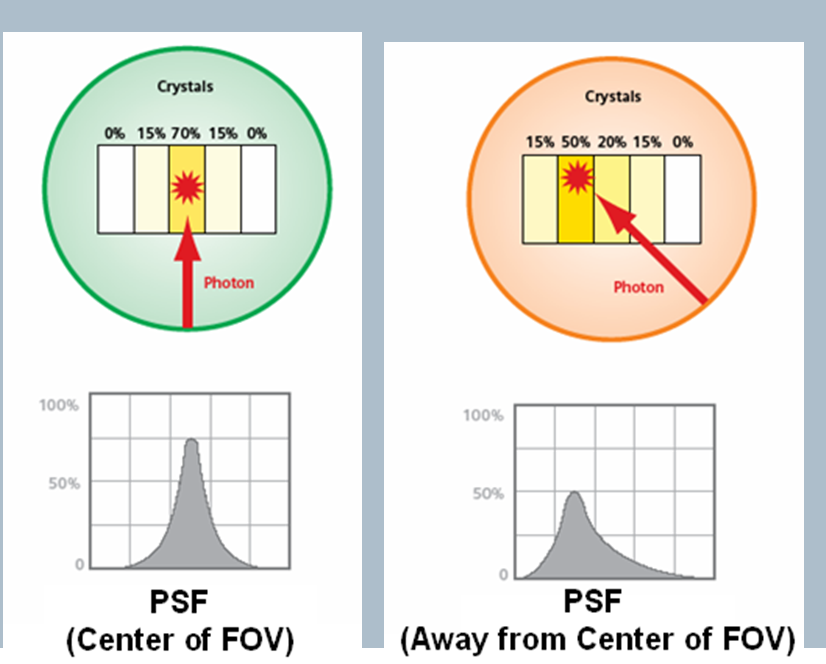 Crystals
0% 15% 70% 15% 0%
Photon
100%
50%
0
PSF
(Center of FOV)
Crystals
15% 50% 20% 15% 0%
Photon
100%
50%
0
PSF
(Away from Center of FOV)